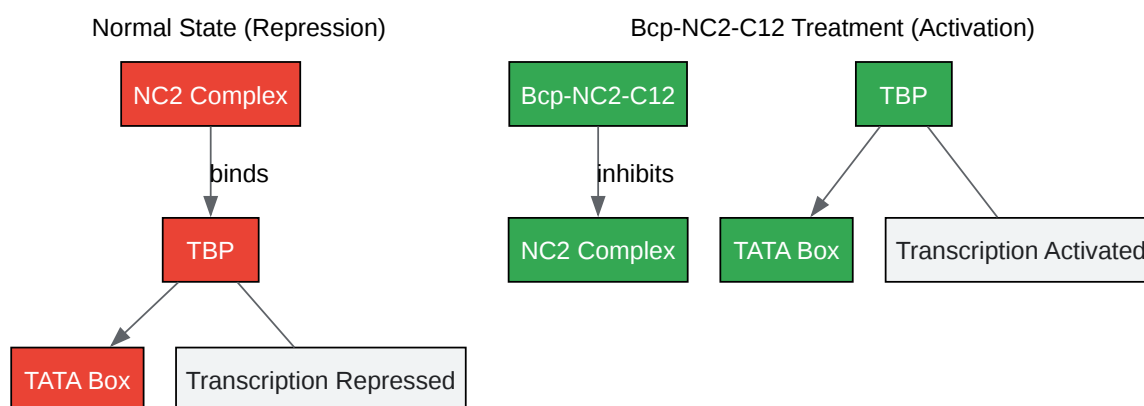 Normal State (Repression)
NC2 Complex
binds
TBP
TATA Box
Transcription Repressed
Bcp-NC2-C12 Treatment (Activation)
Bcp-NC2-C12
TBP
inhibits
NC2 Complex
TATA Box
Transcription Activated